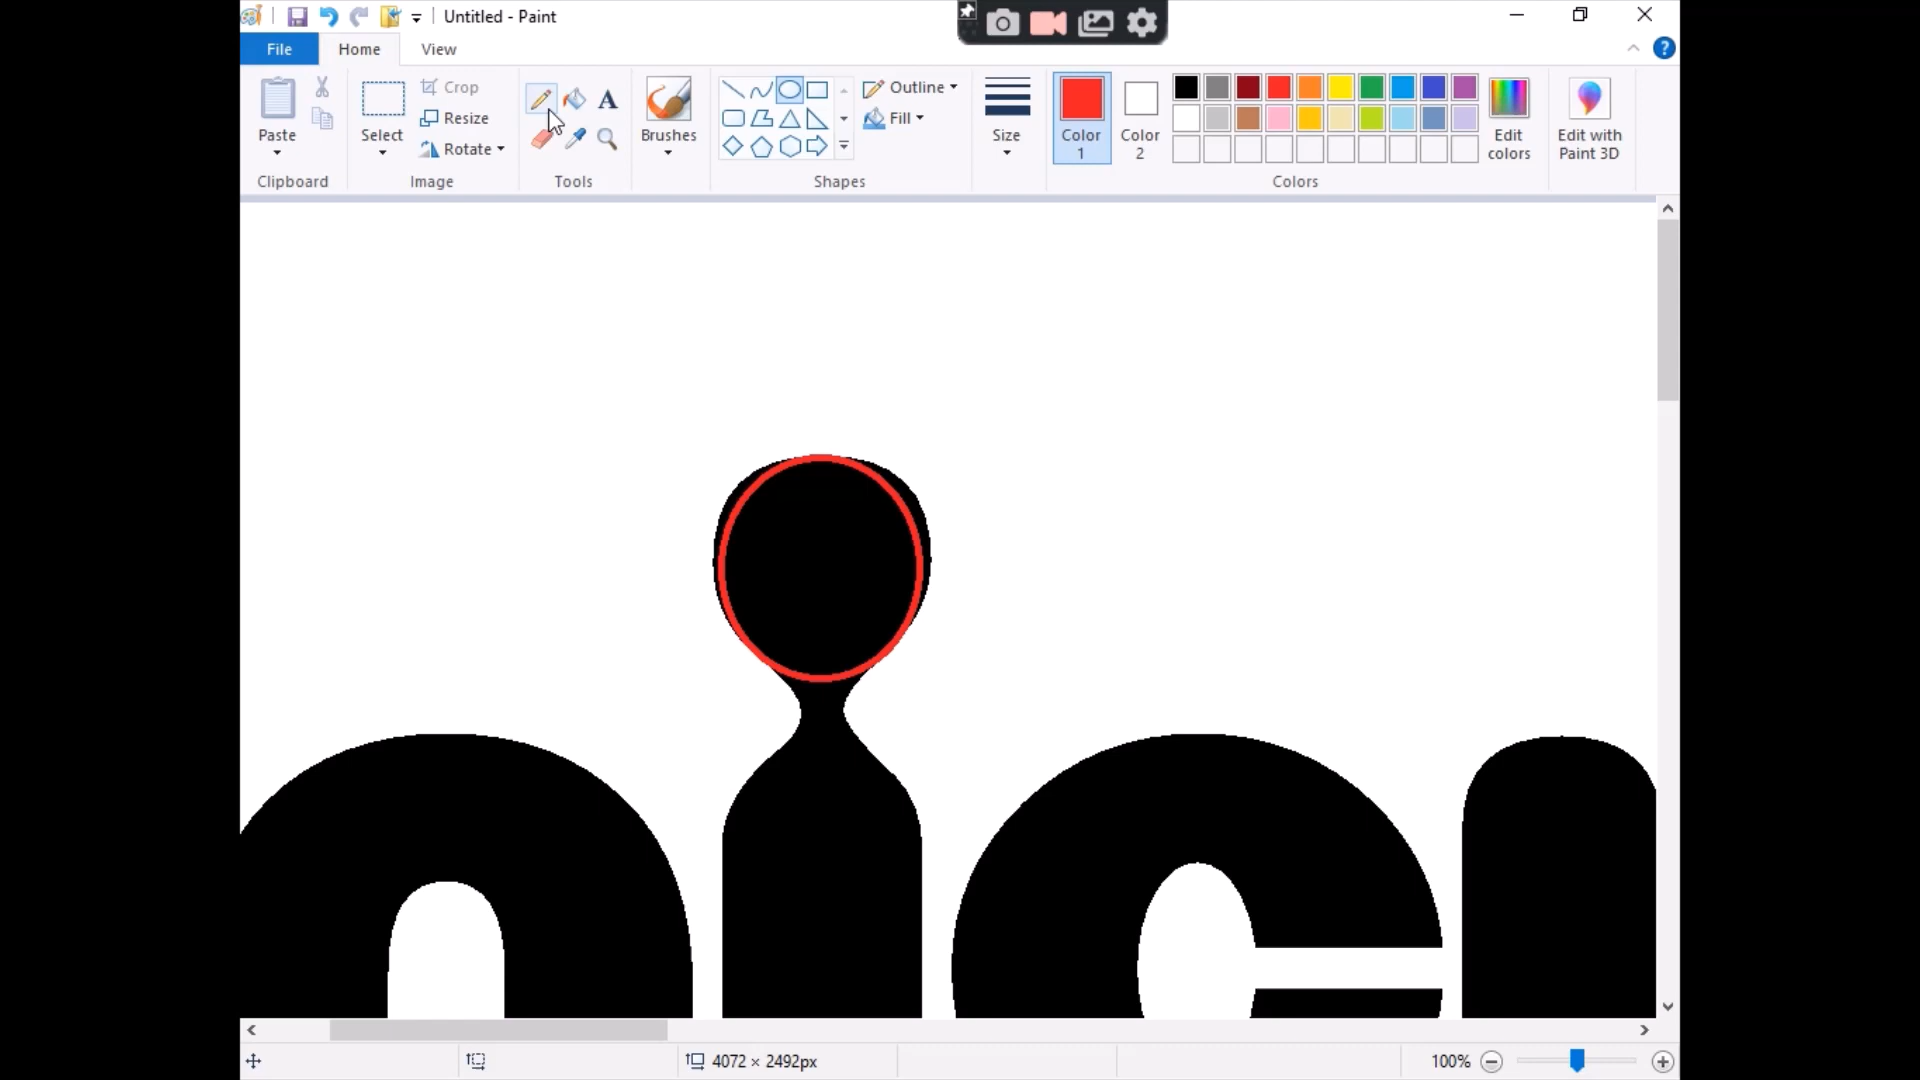 Untitled - Paint
File Home View
Paste
Select
Crop
Resize
Rotate
A
Brushes
Outline
Fill
Size
Color 1
Color 2
Edit colors
Edit with Paint 3D
?
Clipboard Image Tools Shapes Colors
nicr
4072 × 2492px
100%